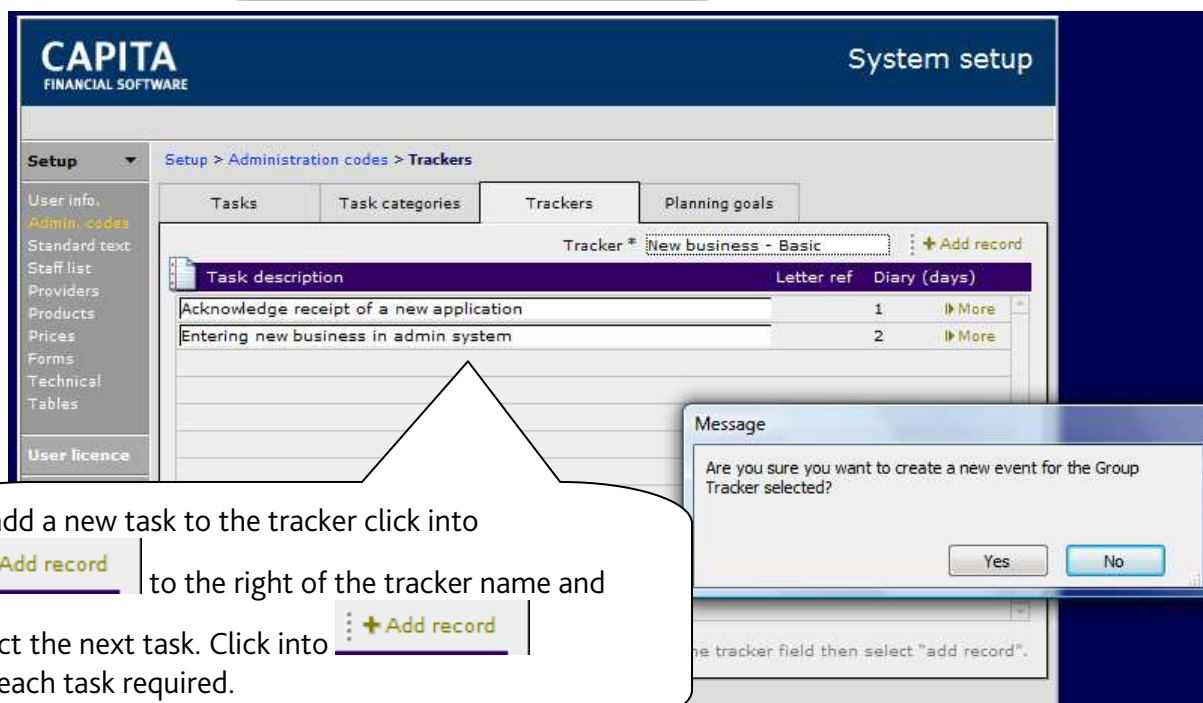 CAPITA
FINANCIAL SOFTWARE
System setup
Setup
Setup > Administration codes > Trackers
User info.
Admin. codes
Standard text
Staff list
Providers
Products
Prices
Forms
Technical
Tables
User licence
Tasks
Task categories
Trackers
Planning goals
Tracker * New business - Basic + Add record
Task description Letter ref Diary (days)
Acknowledge receipt of a new application 1 More
Entering new business in admin system 2 More
Message
Are you sure you want to create a new event for the Group
Tracker selected?
Yes No
add a new task to the tracker click into
Add record to the right of the tracker name and
ct the next task. Click into + Add record
each task required.
tracker field then select "add record".